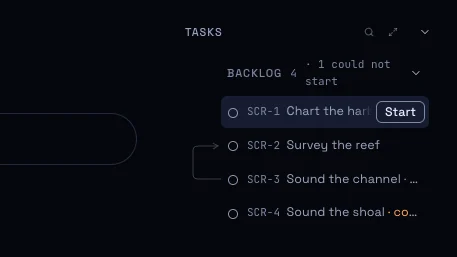 TASKS
BACKLOG 4 · 1 could not
start
SCR-1 Chart the har Start
SCR-2 Survey the reef
SCR-3 Sound the channel · …
SCR-4 Sound the shoal · co…